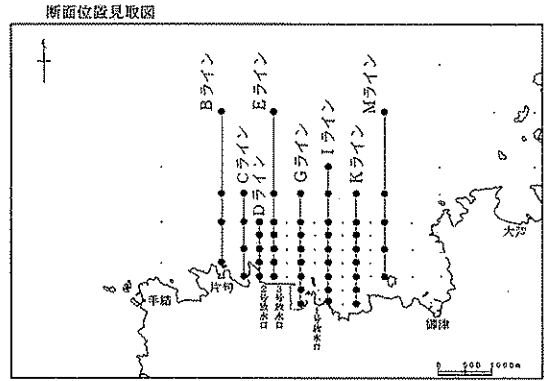 断面位置見取図
Bライン
Cライン
Dライン
Eライン
Gライン
Iライン
Kライン
Mライン
手結
片句
2号放水口
3号放水口
1号放水口
御津
大芦
0 500 1000m